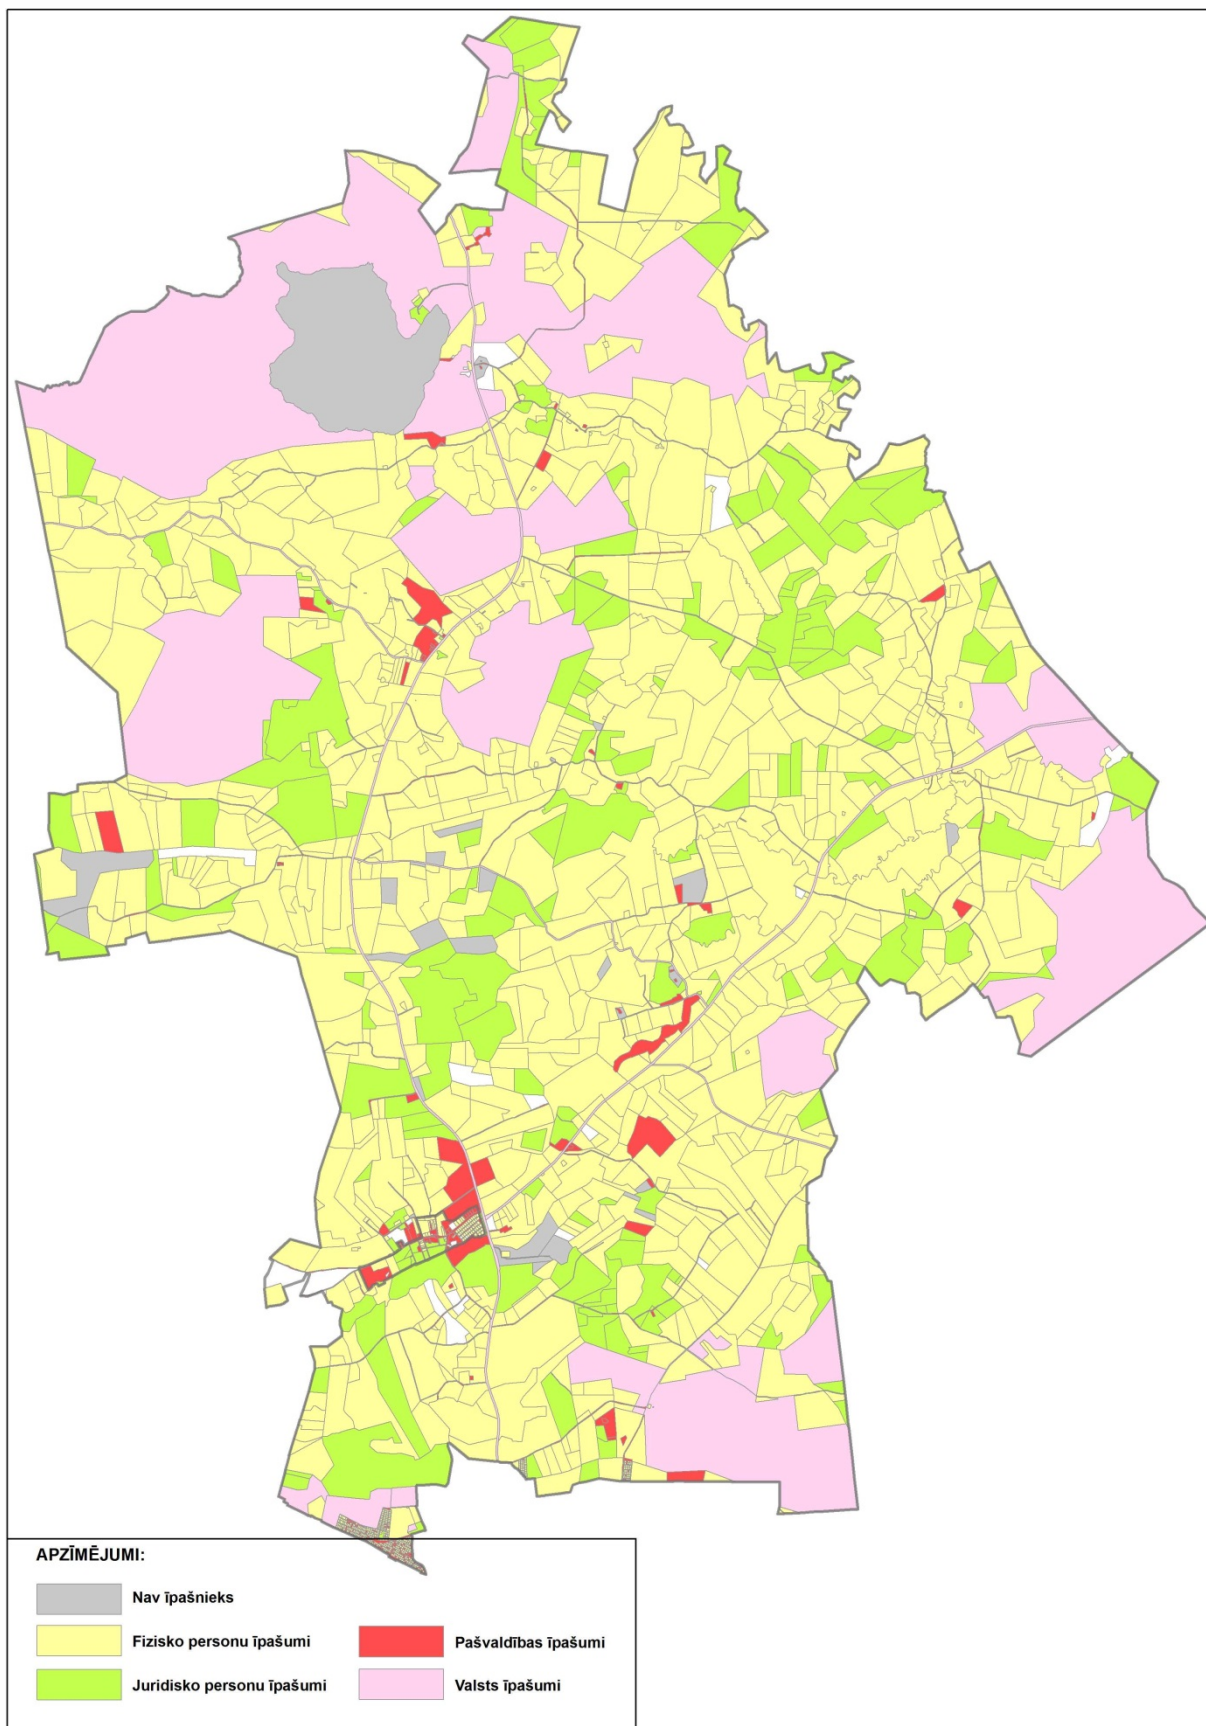 APZĪMĒJUMI:
Nav īpašnieks
Fizisko personu īpašumi
Pašvaldības īpašumi
Juridisko personu īpašumi
Valsts īpašumi